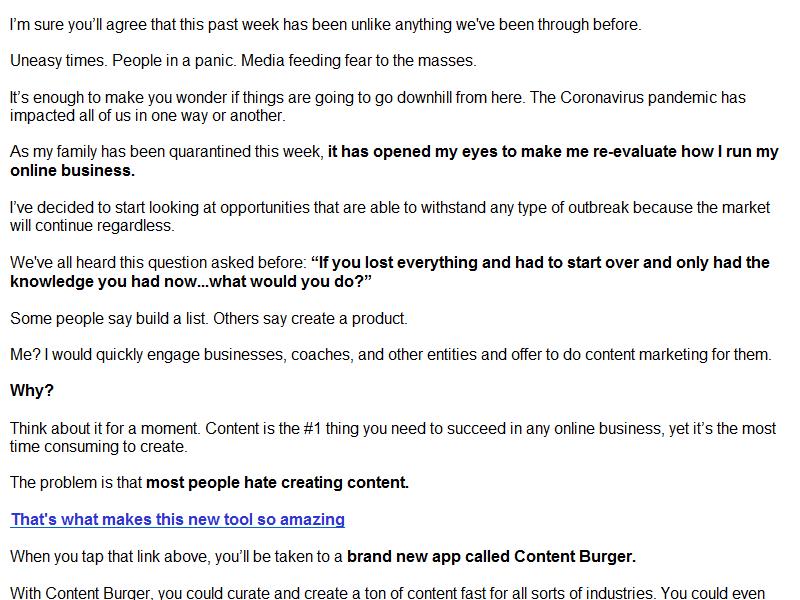 I’m sure you’ll agree that this past week has been unlike anything we've been through before.
Uneasy times. People in a panic. Media feeding fear to the masses.
It’s enough to make you wonder if things are going to go downhill from here. The Coronavirus pandemic has
impacted all of us in one way or another.
As my family has been quarantined this week, it has opened my eyes to make me re-evaluate how I run my
online business.
I’ve decided to start looking at opportunities that are able to withstand any type of outbreak because the market
will continue regardless.
We've all heard this question asked before: “If you lost everything and had to start over and only had the
knowledge you had now...what would you do?”
Some people say build a list. Others say create a product.
Me? I would quickly engage businesses, coaches, and other entities and offer to do content marketing for them.
Why?
Think about it for a moment. Content is the #1 thing you need to succeed in any online business, yet it’s the most
time consuming to create.
The problem is that most people hate creating content.
That's what makes this new tool so amazing
When you tap that link above, you’ll be taken to a brand new app called Content Burger.
With Content Burger, you could curate and create a ton of content fast for all sorts of industries. You could even